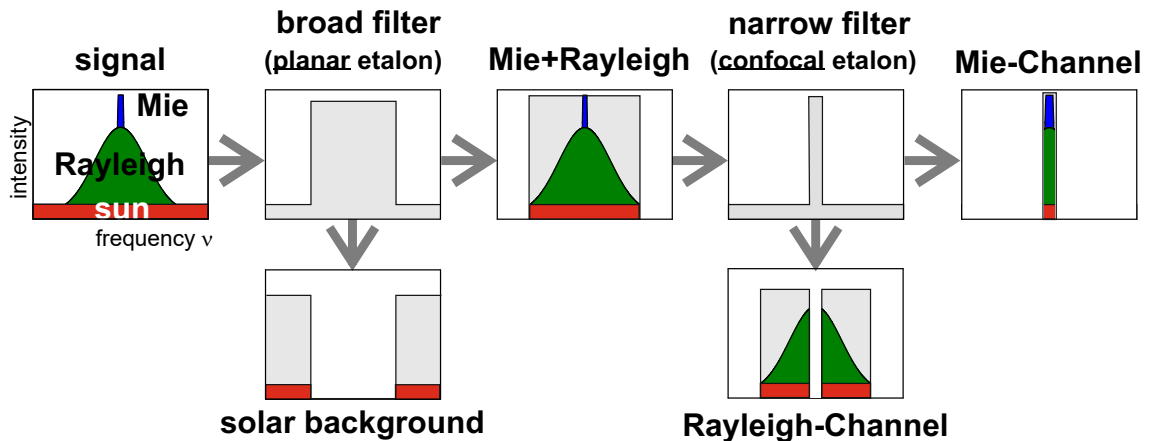 broad filter
(planar etalon)
narrow filter
(confocal etalon)
signal
Mie+Rayleigh
Mie-Channel
intensity
Mie
Rayleigh
sun
frequency ν
solar background
Rayleigh-Channel